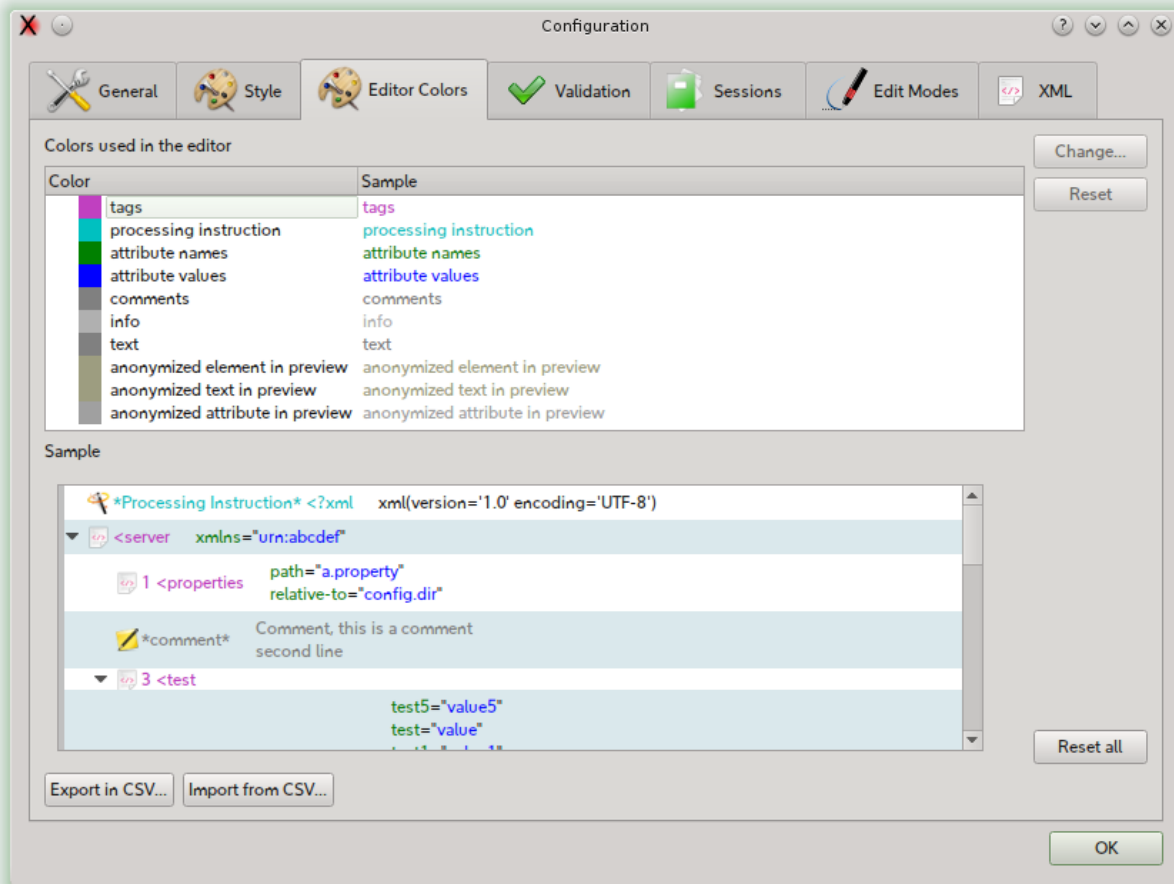 Configuration
General Style Editor Colors Validation Sessions Edit Modes XML
Colors used in the editor
Change...
Color Sample
Reset
tags tags
processing instruction processing instruction
attribute names attribute names
attribute values attribute values
comments comments
info info
text text
anonymized element in preview anonymized element in preview
anonymized text in preview anonymized text in preview
anonymized attribute in preview anonymized attribute in preview
Sample
*Processing Instruction* <?xml xml(version='1.0' encoding='UTF-8')
<server xmlns="urn:abcdef"
1 <properties path="a.property"
relative-to="config.dir"
*comment* Comment, this is a comment
second line
3 <test
test5="value5"
test="value"
Reset all
Export in CSV... Import from CSV...
OK